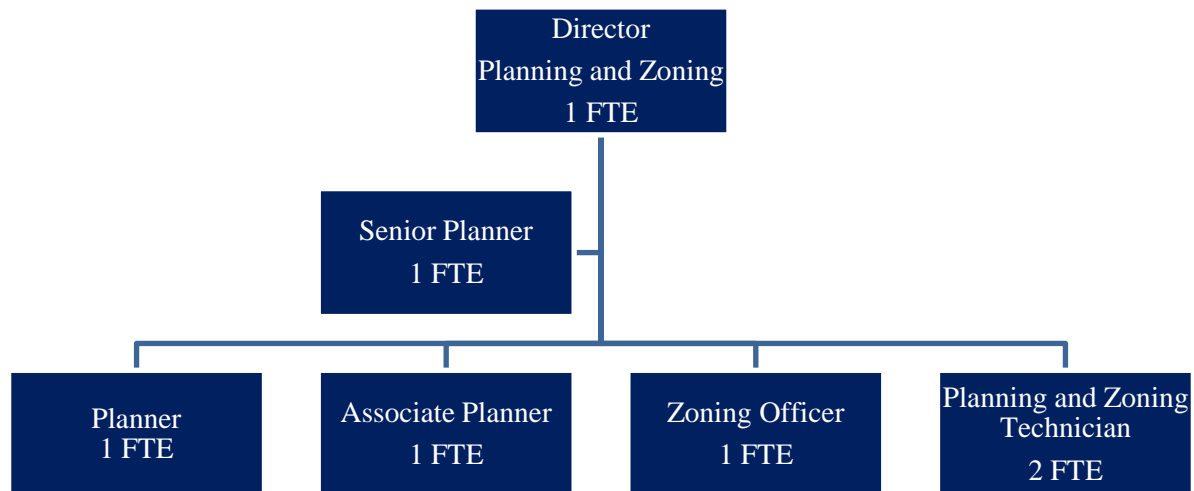 Director
Planning and Zoning
1 FTE
Senior Planner
1 FTE
Planner
1 FTE
Associate Planner
1 FTE
Zoning Officer
1 FTE
Planning and Zoning
Technician
2 FTE